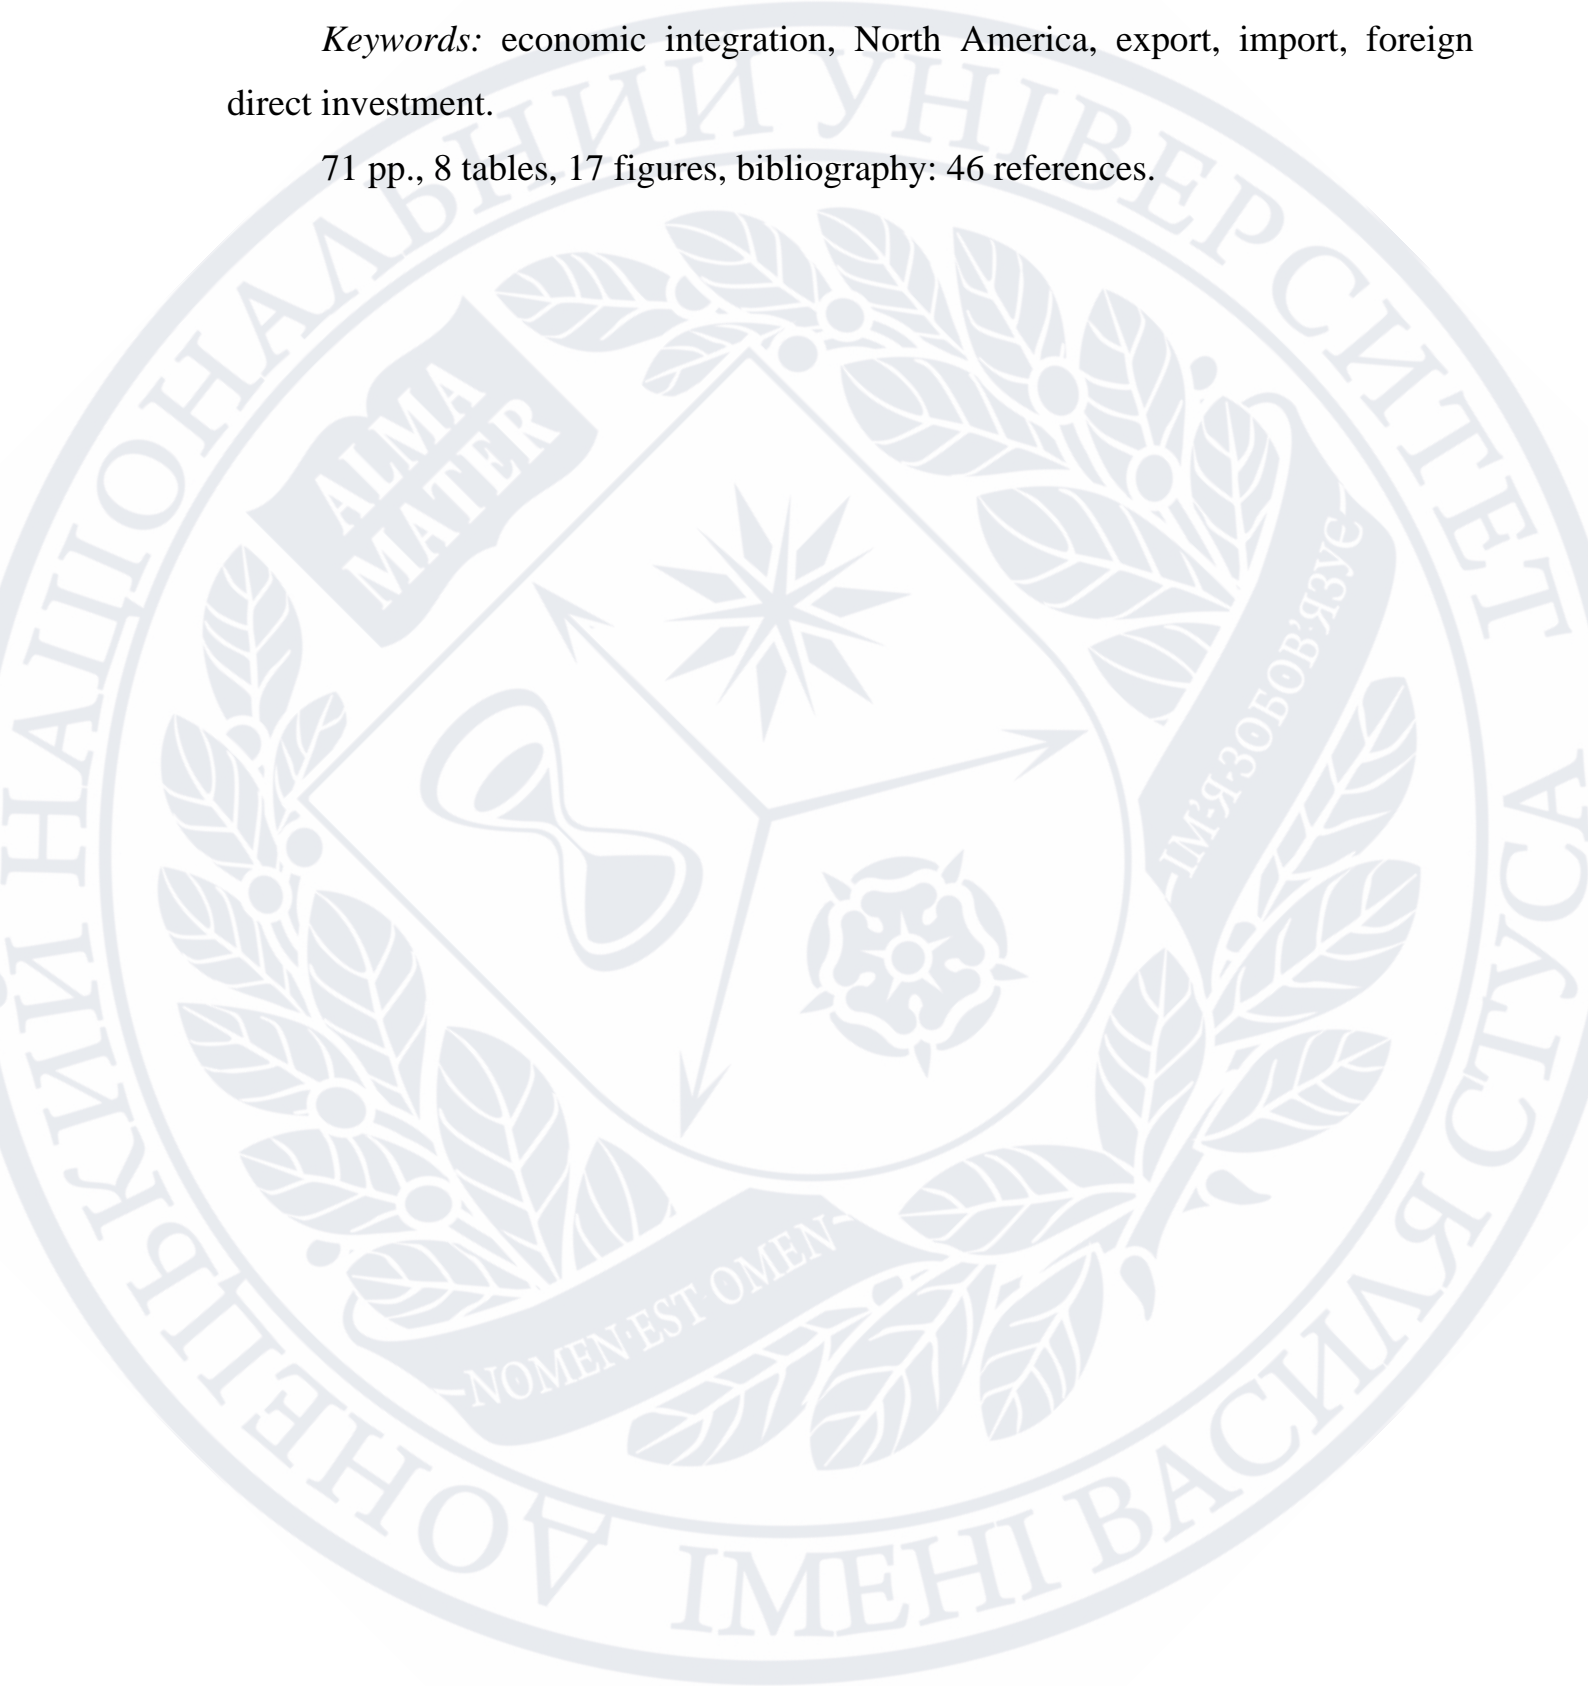 Keywords: economic integration, North America, export, import, foreign
direct investment.
71 pp., 8 tables, 17 figures, bibliography: 46 references.
ДОНЕЦЬКИЙ НАЦІОНАЛЬНИЙ УНІВЕРСИТЕТ
ІМЕНІ ВАСИЛЯ СТУСА
ALMA
MATER
ІМ'Я ЗОБОВ'ЯЗУЄ
NOMEN EST OMEN